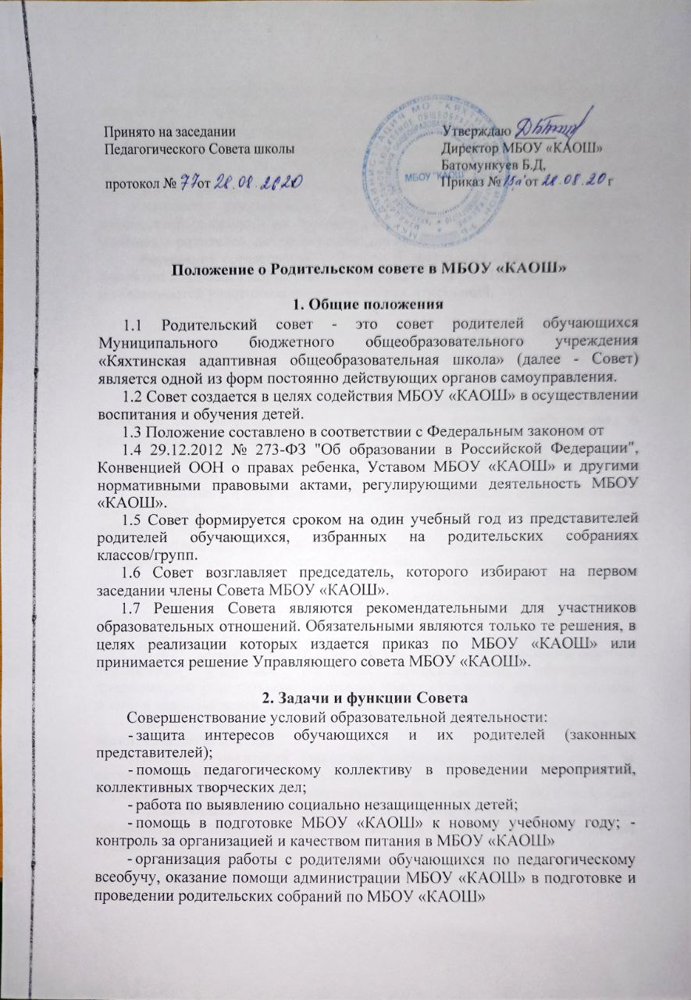 Принято на заседании
Педагогического Совета школы
протокол № 77 от 28.08.2020
Утверждаю
Директор МБОУ «КАОШ»
Батомункуев Б.Д.
Приказ № от 28.08.20 г
МБОУ "КАОШ"
Положение о Родительском совете в МБОУ «КАОШ»
1. Общие положения
1.1 Родительский совет - это совет родителей обучающихся
Муниципального бюджетного общеобразовательного учреждения
«Кяхтинская адаптивная общеобразовательная школа» (далее - Совет)
является одной из форм постоянно действующих органов самоуправления.
1.2 Совет создается в целях содействия МБОУ «КАОШ» в осуществлении
воспитания и обучения детей.
1.3 Положение составлено в соответствии с Федеральным законом от
1.4 29.12.2012 № 273-ФЗ "Об образовании в Российской Федерации",
Конвенцией ООН о правах ребенка, Уставом МБОУ «КАОШ» и другими
нормативными правовыми актами, регулирующими деятельность МБОУ
«КАОШ».
1.5 Совет формируется сроком на один учебный год из представителей
родителей обучающихся, избранных на родительских собраниях
классов/групп.
1.6 Совет возглавляет председатель, которого избирают на первом
заседании члены Совета МБОУ «КАОШ».
1.7 Решения Совета являются рекомендательными для участников
образовательных отношений. Обязательными являются только те решения, в
целях реализации которых издается приказ по МБОУ «КАОШ» или
принимается решение Управляющего совета МБОУ «КАОШ».
2. Задачи и функции Совета
Совершенствование условий образовательной деятельности:
- защита интересов обучающихся и их родителей (законных
представителей);
- помощь педагогическому коллективу в проведении мероприятий,
коллективных творческих дел;
- работа по выявлению социально незащищенных детей;
- помощь в подготовке МБОУ «КАОШ» к новому учебному году; -
контроль за организацией и качеством питания в МБОУ «КАОШ»
- организация работы с родителями обучающихся по педагогическому
всеобучу, оказание помощи администрации МБОУ «КАОШ» в подготовке и
проведении родительских собраний по МБОУ «КАОШ»